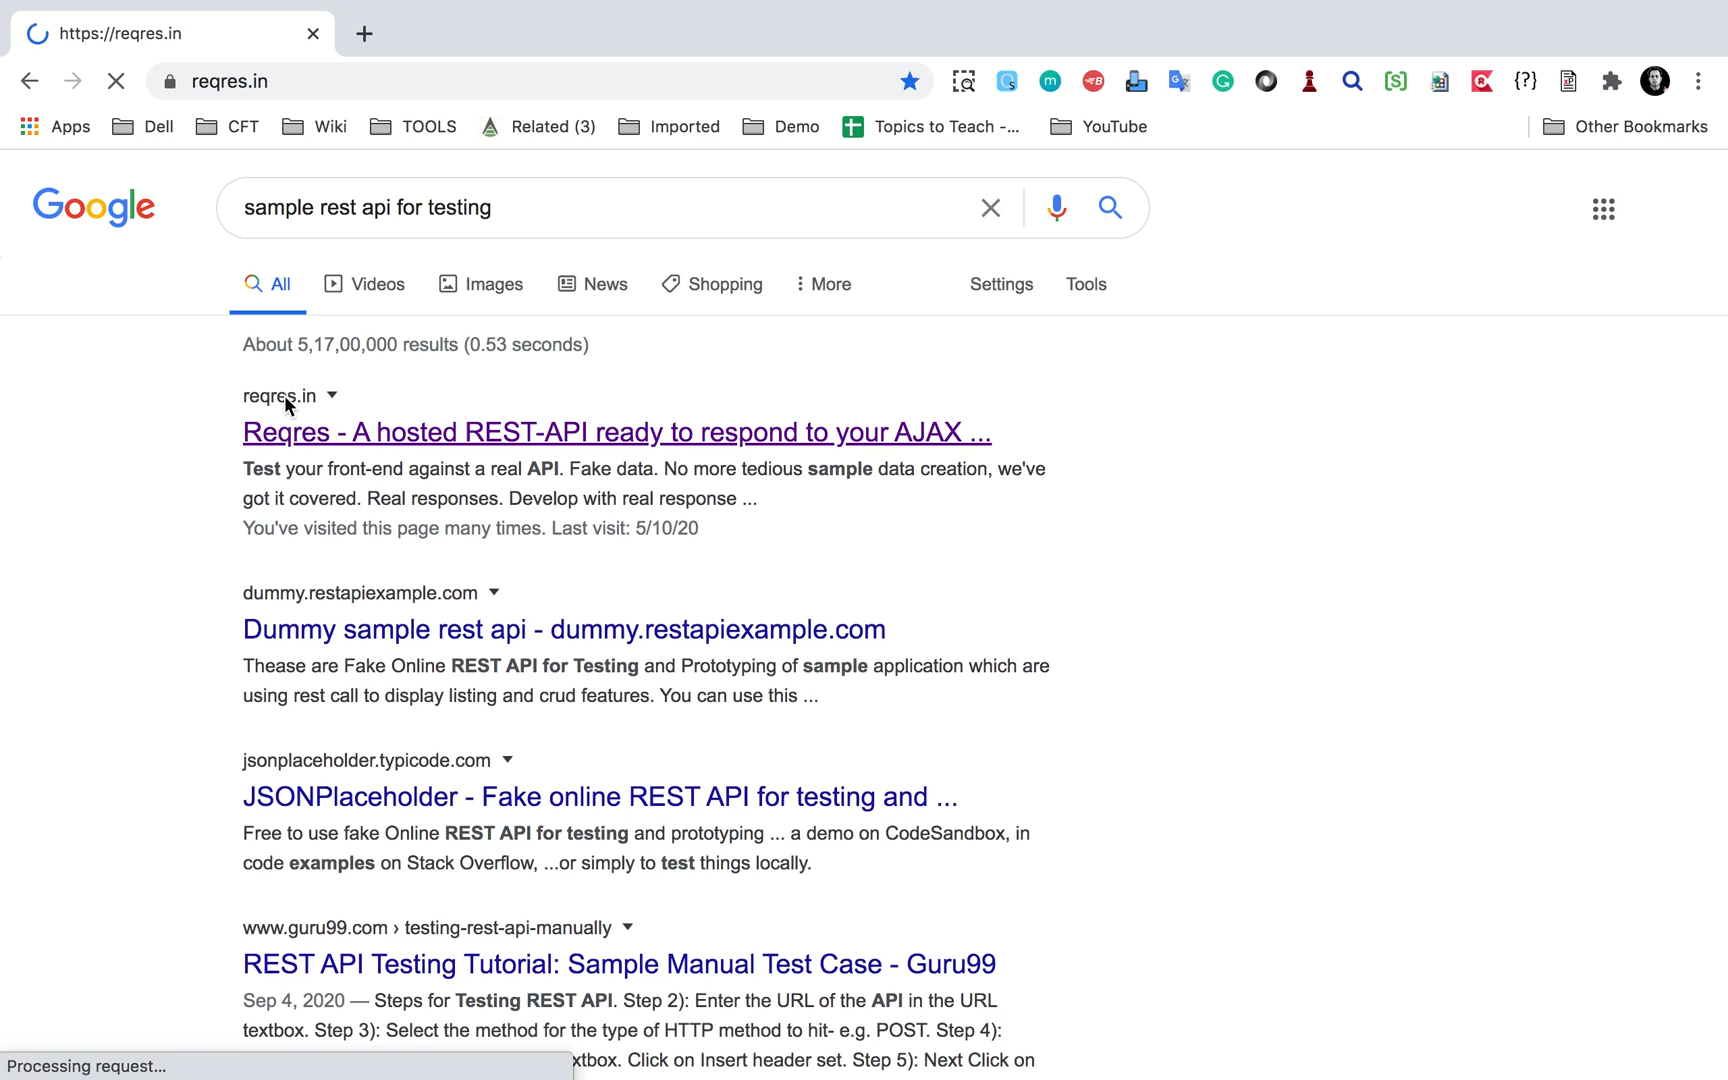 https://reqres.in
reqres.in
Apps Dell CFT Wiki TOOLS Related (3) Imported Demo Topics to Teach -... YouTube Other Bookmarks
Google
sample rest api for testing
All Videos Images News Shopping More Settings Tools
About 5,17,00,000 results (0.53 seconds)
reqres.in
Reqres - A hosted REST-API ready to respond to your AJAX ...
Test your front-end against a real API. Fake data. No more tedious sample data creation, we've
got it covered. Real responses. Develop with real response ...
You've visited this page many times. Last visit: 5/10/20
dummy.restapiexample.com
Dummy sample rest api - dummy.restapiexample.com
Thease are Fake Online REST API for Testing and Prototyping of sample application which are
using rest call to display listing and crud features. You can use this ...
jsonplaceholder.typicode.com
JSONPlaceholder - Fake online REST API for testing and ...
Free to use fake Online REST API for testing and prototyping ... a demo on CodeSandbox, in
code examples on Stack Overflow, ...or simply to test things locally.
www.guru99.com › testing-rest-api-manually
REST API Testing Tutorial: Sample Manual Test Case - Guru99
Sep 4, 2020 — Steps for Testing REST API. Step 2): Enter the URL of the API in the URL
textbox. Step 3): Select the method for the type of HTTP method to hit- e.g. POST. Step 4):
xtbox. Click on Insert header set. Step 5): Next Click on
Processing request...